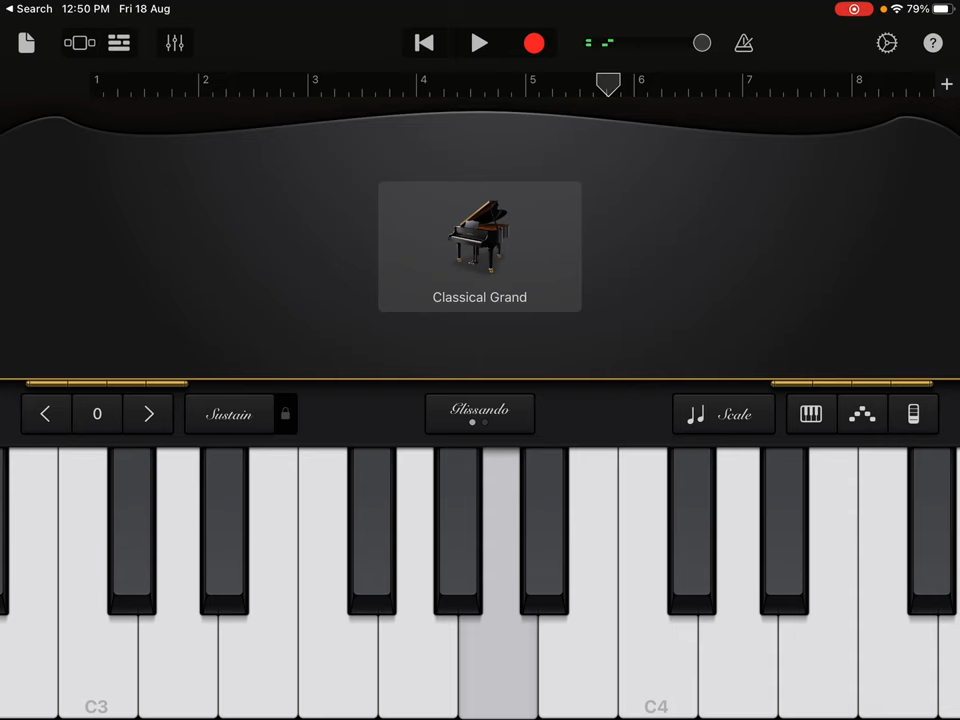 Search 12:50 PM Fri 18 Aug 79%
?
1 2 3 4 5 6 7 8 +
Classical Grand
0 Sustain Glissando Scale
C3 C4